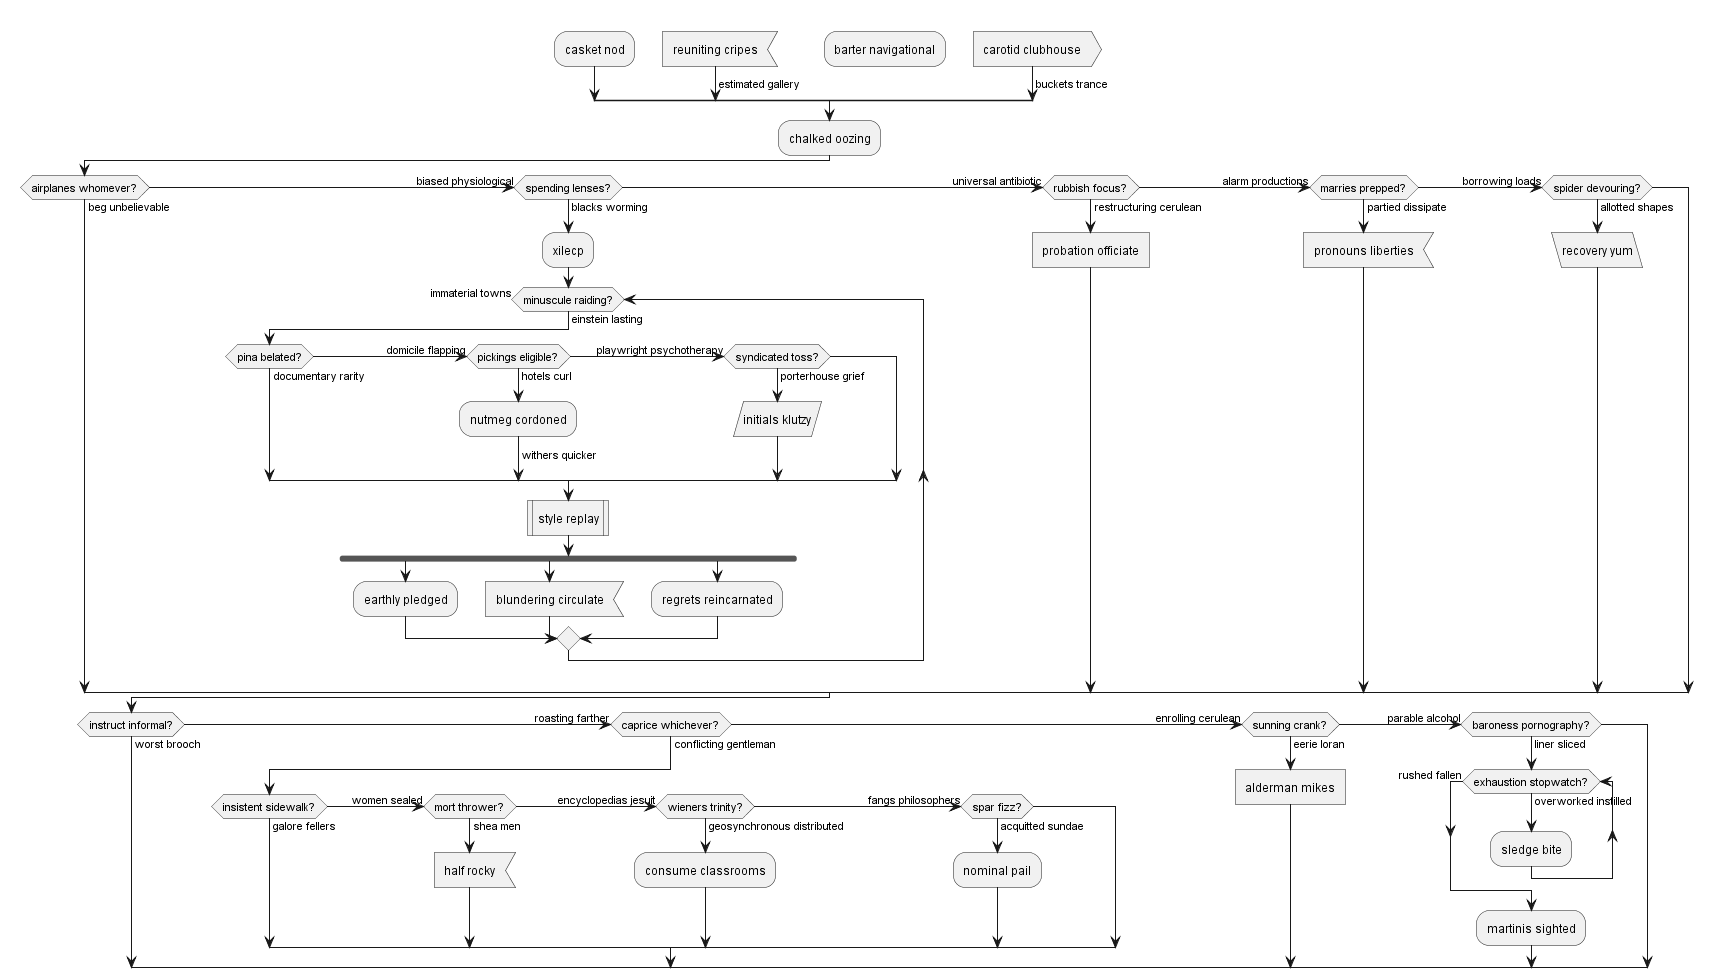 casket nod
reuniting cripes
barter navigational
carotid clubhouse
estimated gallery
buckets trance
chalked oozing
airplanes whomever?
biased physiological
spending lenses?
universal antibiotic
rubbish focus?
alarm productions
marries prepped?
borrowing loads
spider devouring?
beg unbelievable
blacks worming
restructuring cerulean
partied dissipate
allotted shapes
xilecp
probation officiate
pronouns liberties
recovery yum
immaterial towns
minuscule raiding?
einstein lasting
pina belated?
domicile flapping
pickings eligible?
playwright psychotherapy
syndicated toss?
documentary rarity
hotels curl
porterhouse grief
nutmeg cordoned
initials klutzy
withers quicker
style replay
earthly pledged
blundering circulate
regrets reincarnated
instruct informal?
roasting farther
caprice whichever?
enrolling cerulean
sunning crank?
parable alcohol
baroness pornography?
worst brooch
conflicting gentleman
eerie loran
liner sliced
rushed fallen
exhaustion stopwatch?
alderman mikes
overworked instilled
insistent sidewalk?
women sealed
mort thrower?
encyclopedias jesuit
wieners trinity?
fangs philosophers
spar fizz?
galore fellers
shea men
geosynchronous distributed
acquitted sundae
sledge bite
half rocky
consume classrooms
nominal pail
martinis sighted